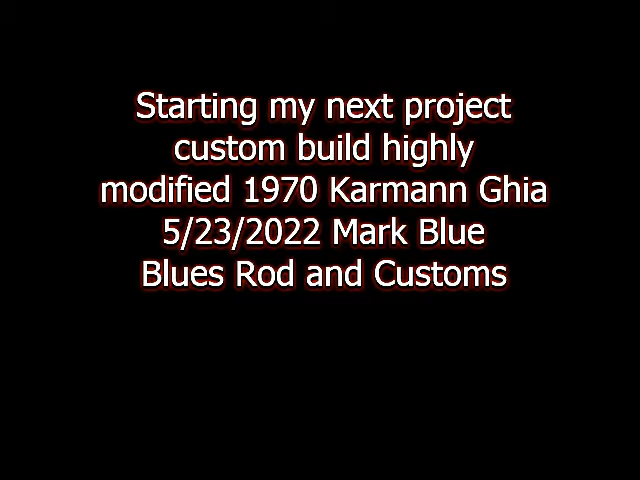 Starting my next project
custom build highly
modified 1970 Karmann Ghia
5/23/2022 Mark Blue
Blues Rod and Customs